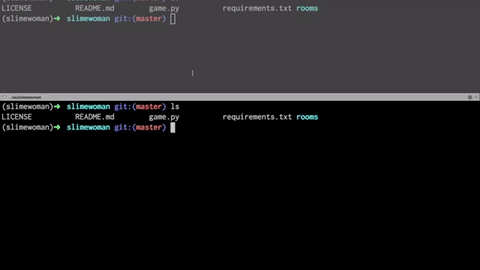 LICENSE README.md game.py requirements.txt rooms
(slimewoman)➜ slimewoman git:(master)
(slimewoman)➜ slimewoman git:(master) ls
LICENSE README.md game.py requirements.txt rooms
(slimewoman)➜ slimewoman git:(master)